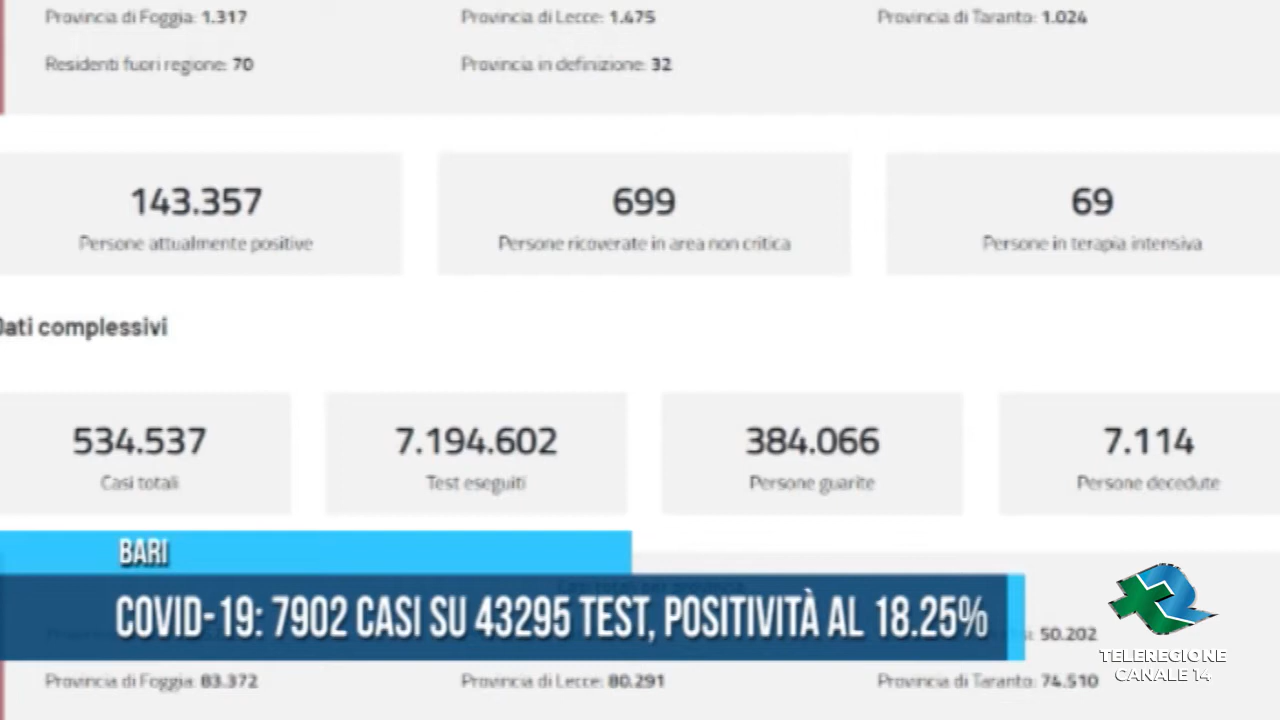 Provincia di Foggia: 1.317
Provincia di Lecce: 1.475
Provincia di Taranto: 1.024
Residenti fuori regione: 70
Provincia in definizione: 32
143.357
Persone attualmente positive
699
Persone ricoverate in area non critica
69
Persone in terapia intensiva
Dati complessivi
534.537
Casi totali
7.194.602
Test eseguiti
384.066
Persone guarite
7.114
Persone decedute
BARI
COVID-19: 7902 CASI SU 43295 TEST, POSITIVITÀ AL 18.25%
50.202
Provincia di Foggia: 83.372
Provincia di Lecce: 80.291
Provincia di Taranto: 74.510
TELEREGIONE
CANALE 14